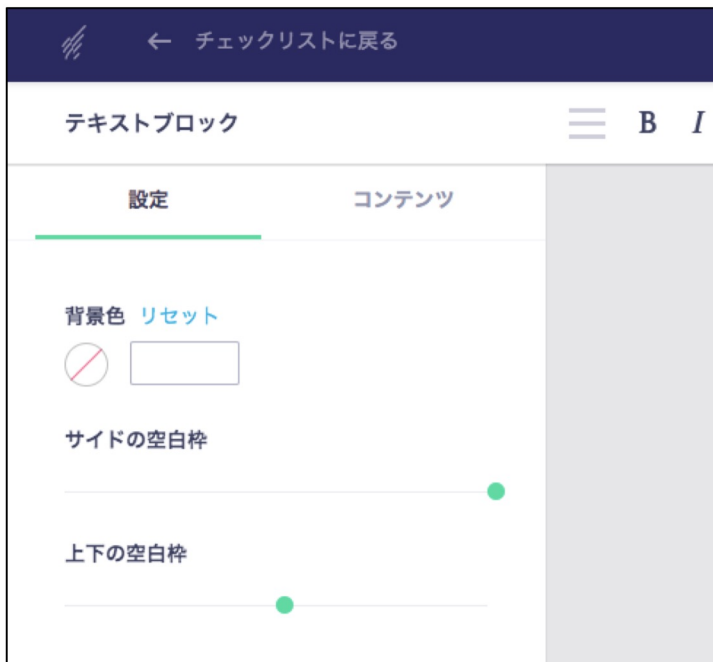 ← チェックリストに戻る
テキストブロック B I
設定 コンテンツ
背景色 リセット
サイドの空白枠
上下の空白枠